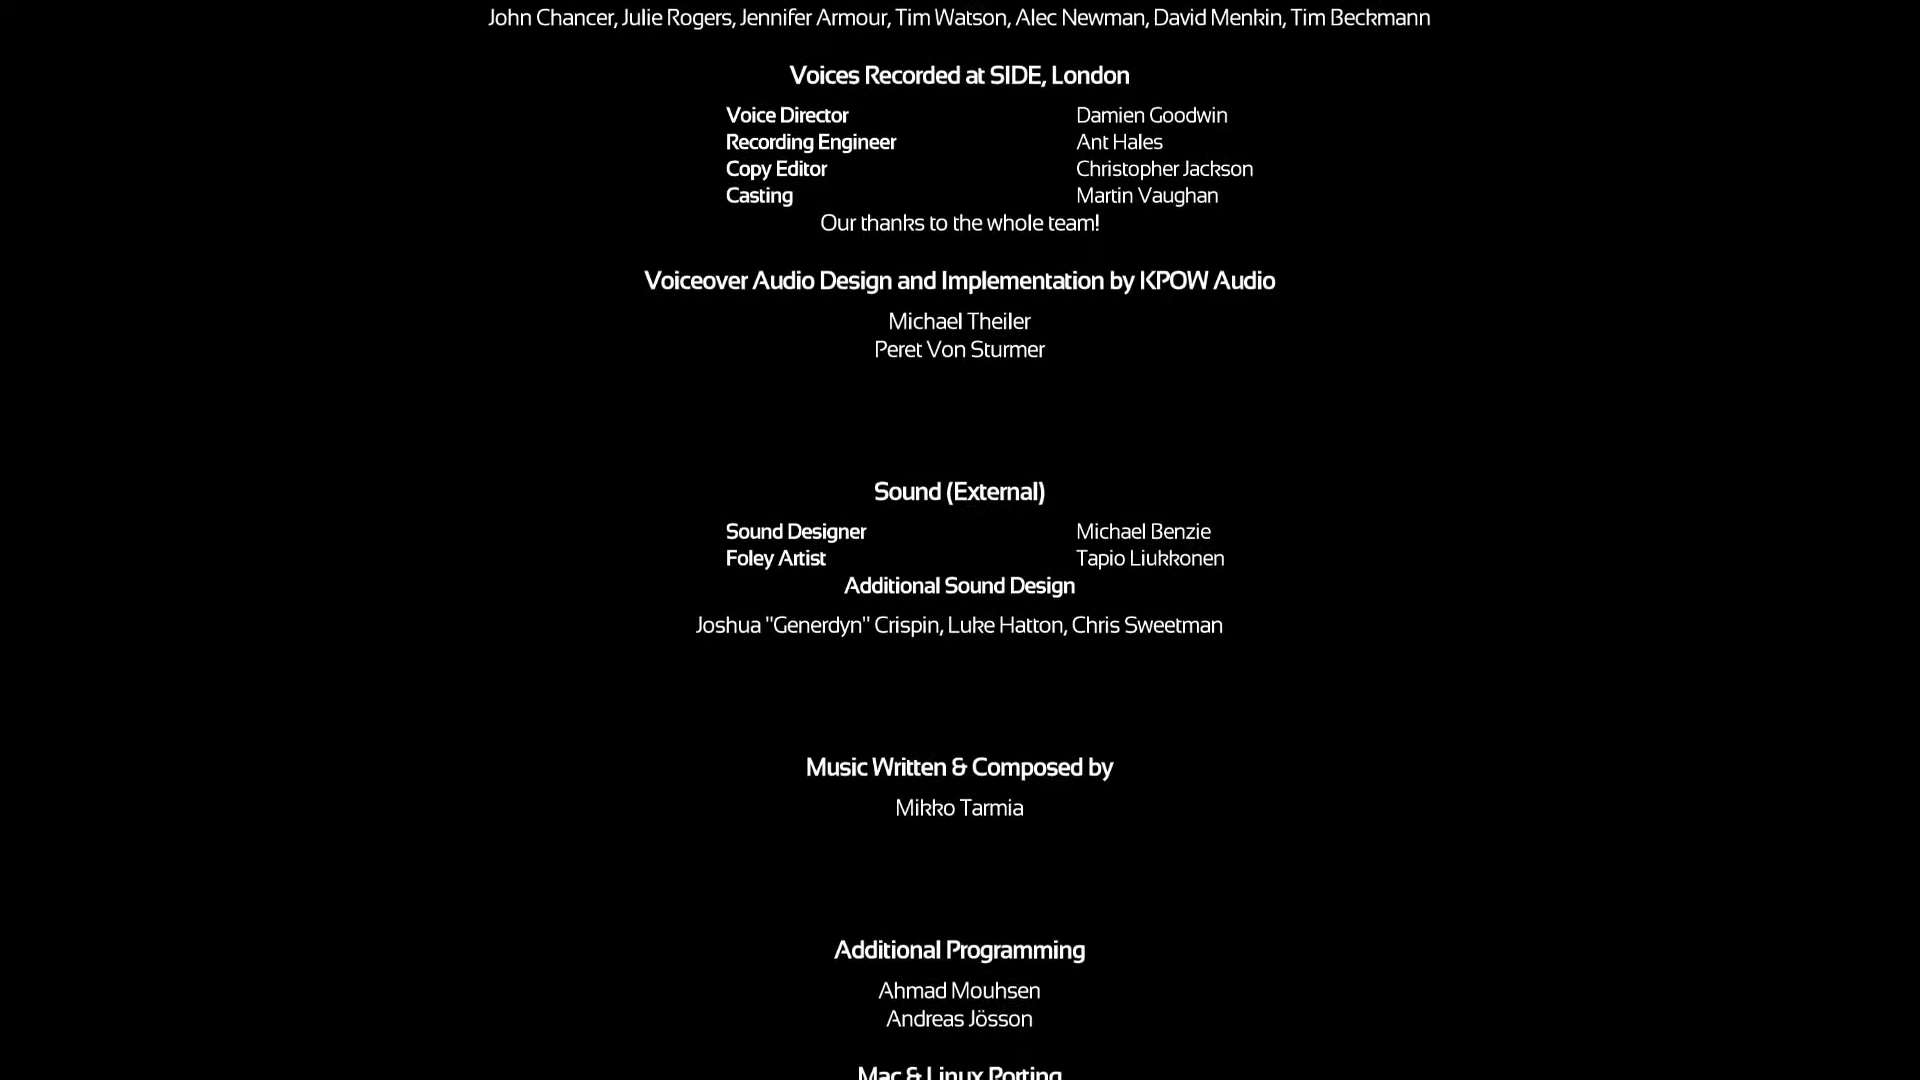 John Chancer, Julie Rogers, Jennifer Armour, Tim Watson, Alec Newman, David Menkin, Tim Beckmann
Voices Recorded at SIDE, London
Voice Director Damien Goodwin
Recording Engineer Ant Hales
Copy Editor Christopher Jackson
Casting Martin Vaughan
Our thanks to the whole team!
Voiceover Audio Design and Implementation by KPOW Audio
Michael Theiler
Peret Von Sturmer
Sound (External)
Sound Designer Michael Benzie
Foley Artist Tapio Liukkonen
Additional Sound Design
Joshua "Generdyn" Crispin, Luke Hatton, Chris Sweetman
Music Written & Composed by
Mikko Tarmia
Additional Programming
Ahmad Mouhsen
Andreas Jösson
Mac & Linux Porting